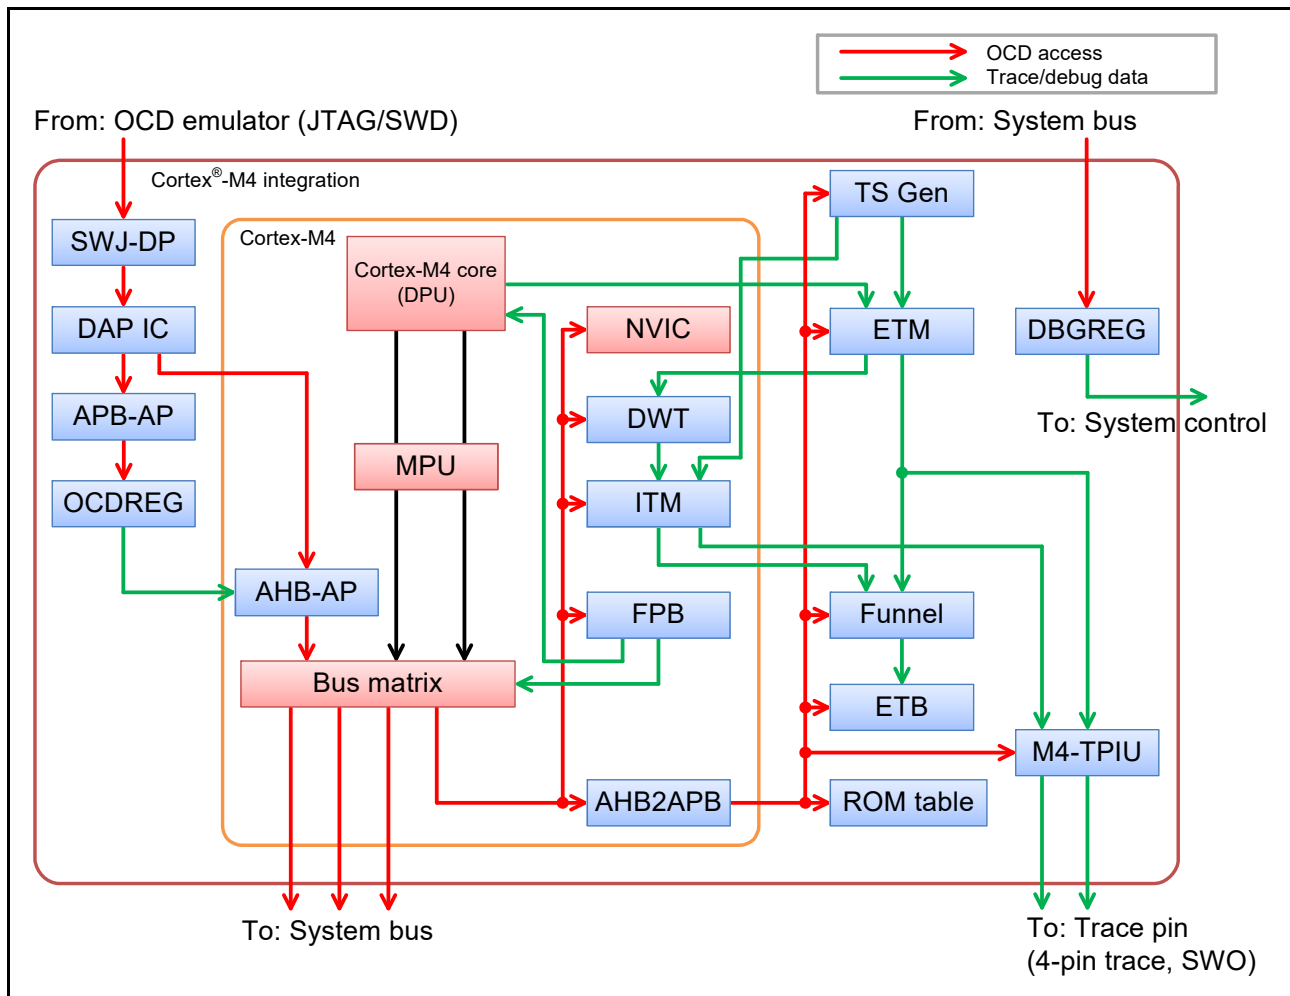 OCD access
Trace/debug data
From: OCD emulator (JTAG/SWD)
From: System bus
Cortex®-M4 integration
TS Gen
SWJ-DP
Cortex-M4
Cortex-M4 core
(DPU)
DAP IC
NVIC
ETM
DBGREG
APB-AP
DWT
To: System control
MPU
OCDREG
ITM
AHB-AP
FPB
Funnel
Bus matrix
ETB
M4-TPIU
AHB2APB
ROM table
To: System bus
To: Trace pin
(4-pin trace, SWO)